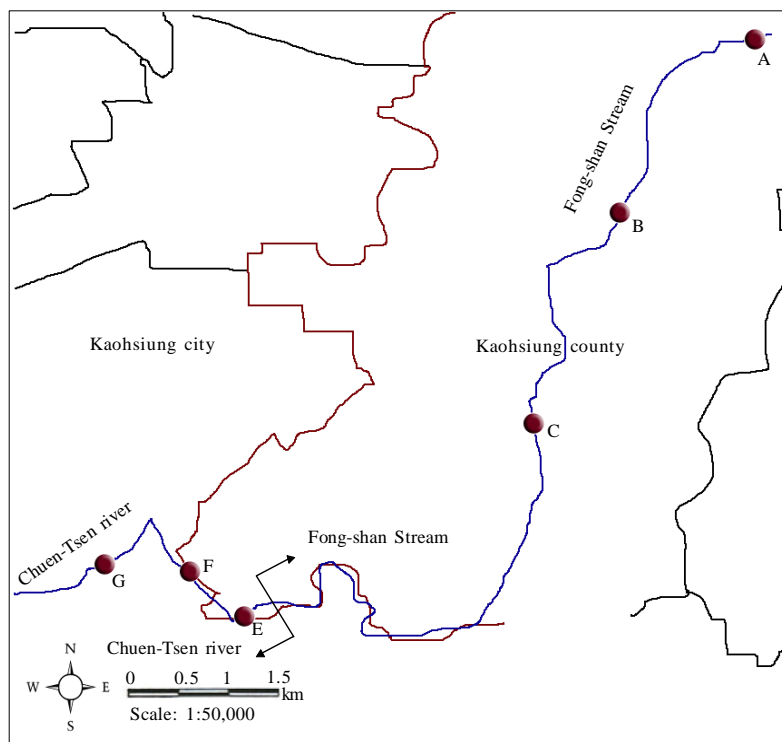 A
Fong-shan Stream
B
Kaohsiung city
Kaohsiung county
C
Chuen-Tsen river
Fong-shan Stream
F
G
E
Chuen-Tsen river
N
W
E
S
0 0.5 1 1.5
km
Scale: 1:50,000